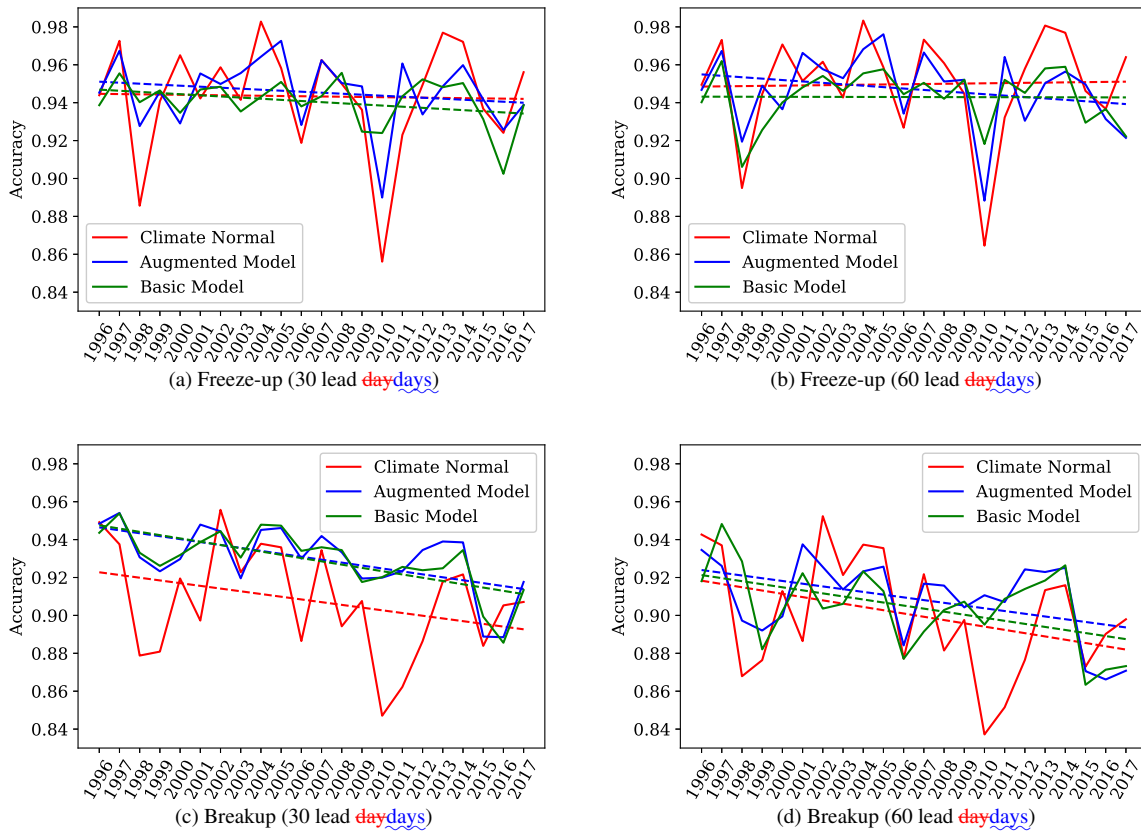 0.98
0.96
0.94
0.92
0.90
0.88
0.86
0.84
Accuracy
Climate Normal
Augmented Model
Basic Model
1996 1997 1998 1999 2000 2001 2002 2003 2004 2005 2006 2007 2008 2009 2010 2011 2012 2013 2014 2015 2016 2017
(a) Freeze-up (30 lead daydays)
0.98
0.96
0.94
0.92
0.90
0.88
0.86
0.84
Accuracy
Climate Normal
Augmented Model
Basic Model
1996 1997 1998 1999 2000 2001 2002 2003 2004 2005 2006 2007 2008 2009 2010 2011 2012 2013 2014 2015 2016 2017
(b) Freeze-up (60 lead daydays)
0.98
0.96
0.94
0.92
0.90
0.88
0.86
0.84
Accuracy
Climate Normal
Augmented Model
Basic Model
1996 1997 1998 1999 2000 2001 2002 2003 2004 2005 2006 2007 2008 2009 2010 2011 2012 2013 2014 2015 2016 2017
(c) Breakup (30 lead daydays)
0.98
0.96
0.94
0.92
0.90
0.88
0.86
0.84
Accuracy
Climate Normal
Augmented Model
Basic Model
1996 1997 1998 1999 2000 2001 2002 2003 2004 2005 2006 2007 2008 2009 2010 2011 2012 2013 2014 2015 2016 2017
(d) Breakup (60 lead daydays)